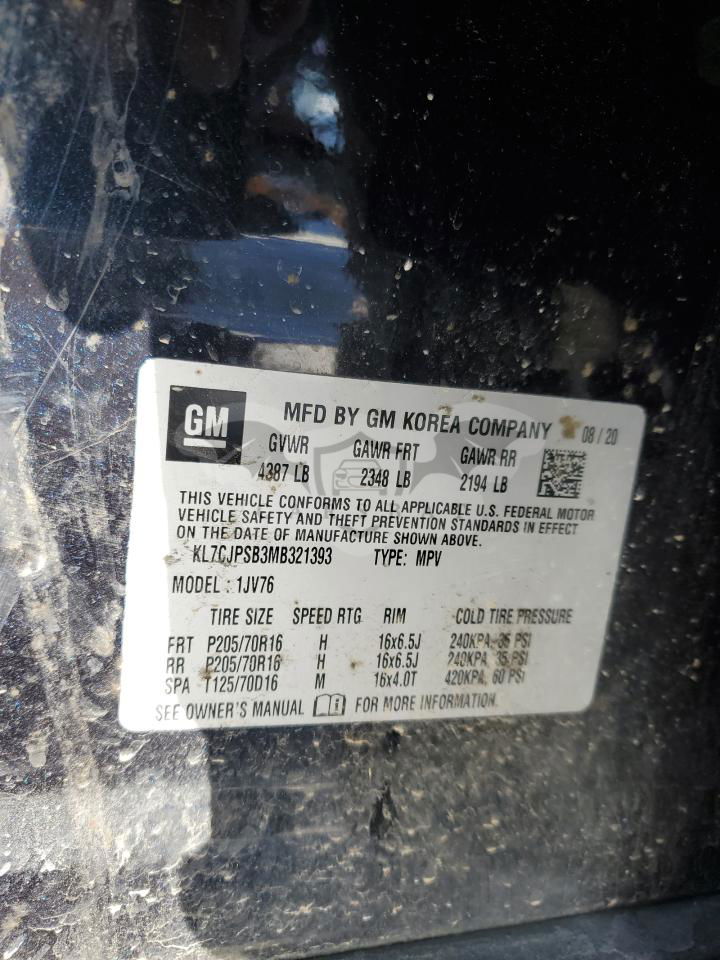 GM MFD BY GM KOREA COMPANY 08/20
GVWR GAWR FRT GAWR RR
4387 LB 2348 LB 2194 LB
THIS VEHICLE CONFORMS TO ALL APPLICABLE U.S. FEDERAL MOTOR
VEHICLE SAFETY AND THEFT PREVENTION STANDARDS IN EFFECT
ON THE DATE OF MANUFACTURE SHOWN ABOVE.
KL7CJPSB3MB321393 TYPE: MPV
MODEL: 1JV76
TIRE SIZE SPEED RTG RIM COLD TIRE PRESSURE
FRT P205/70R16 H 16x6.5J 240KPA, 35 PSI
RR P205/70R16 H 16x6.5J 240KPA, 35 PSI
SPA T125/70D16 M 16x4.0T 420KPA, 60 PSI
SEE OWNER'S MANUAL i FOR MORE INFORMATION.